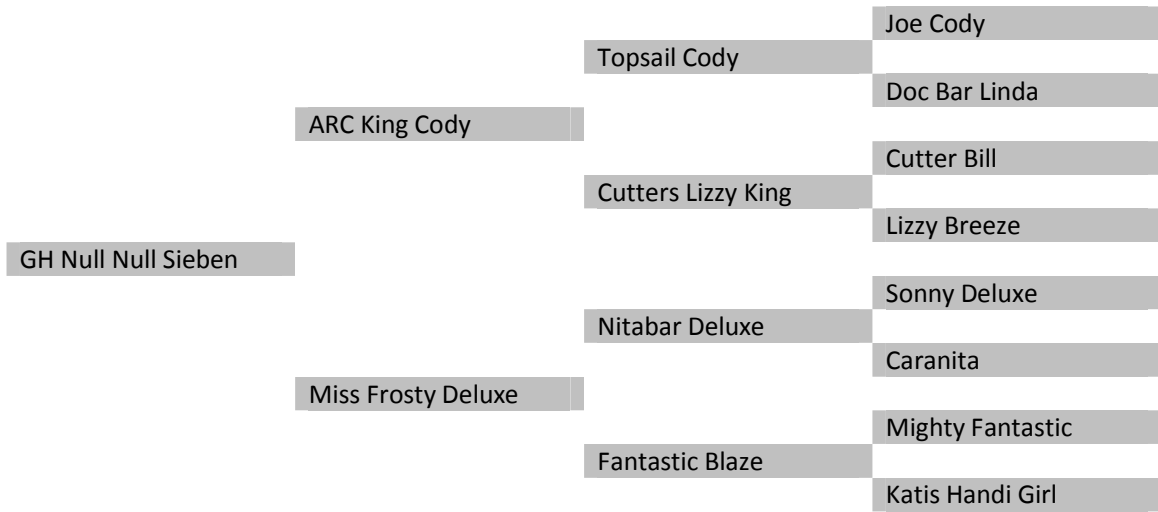 Joe Cody
Topsail Cody
Doc Bar Linda
ARC King Cody
Cutter Bill
Cutters Lizzy King
Lizzy Breeze
GH Null Null Sieben
Sonny Deluxe
Nitabar Deluxe
Caranita
Miss Frosty Deluxe
Mighty Fantastic
Fantastic Blaze
Katis Handi Girl